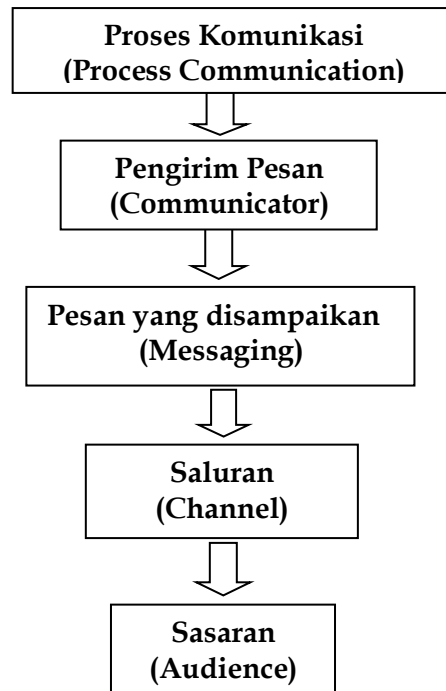 Proses Komunikasi
(Process Communication)
Pengirim Pesan
(Communicator)
Pesan yang disampaikan
(Messaging)
Saluran
(Channel)
Sasaran
(Audience)